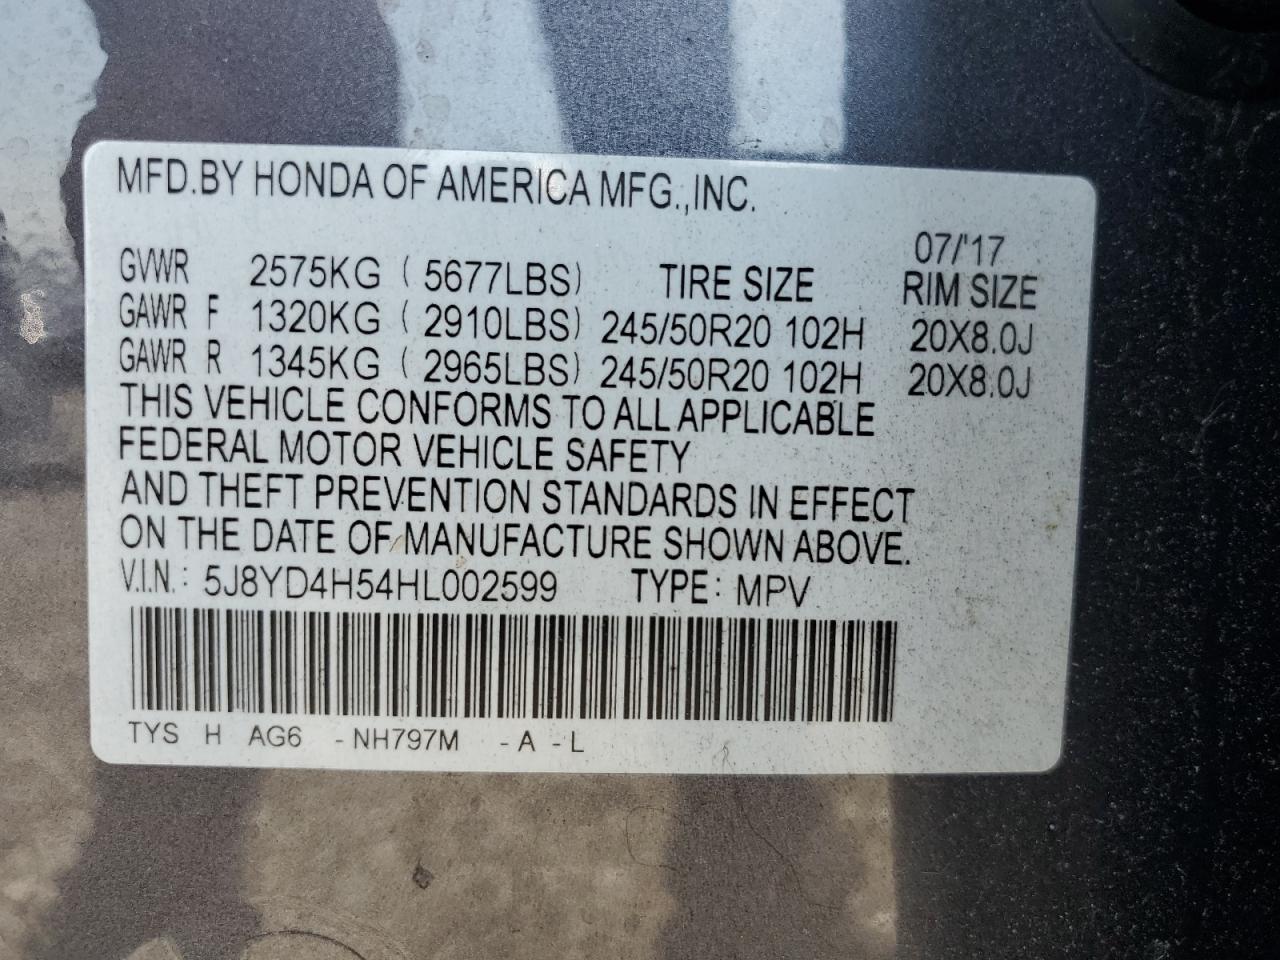 MFD.BY HONDA OF AMERICA MFG.,INC.
07/'17
GVWR 2575KG ( 5677LBS) TIRE SIZE RIM SIZE
GAWR F 1320KG ( 2910LBS) 245/50R20 102H 20X8.0J
GAWR R 1345KG ( 2965LBS) 245/50R20 102H 20X8.0J
THIS VEHICLE CONFORMS TO ALL APPLICABLE
FEDERAL MOTOR VEHICLE SAFETY
AND THEFT PREVENTION STANDARDS IN EFFECT
ON THE DATE OF MANUFACTURE SHOWN ABOVE.
V.I.N.: 5J8YD4H54HL002599 TYPE: MPV
TYS H AG6 - NH797M - A - L